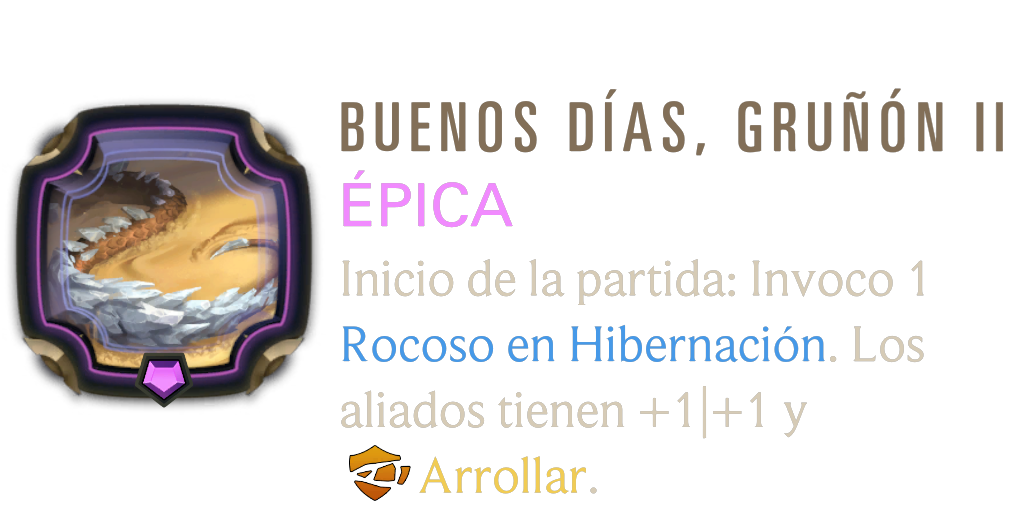 BUENOS DÍAS, GRUÑÓN II
ÉPICA
Inicio de la partida: Invoco 1
Rocoso en Hibernación. Los
aliados tienen +1|+1 y
Arrollar.